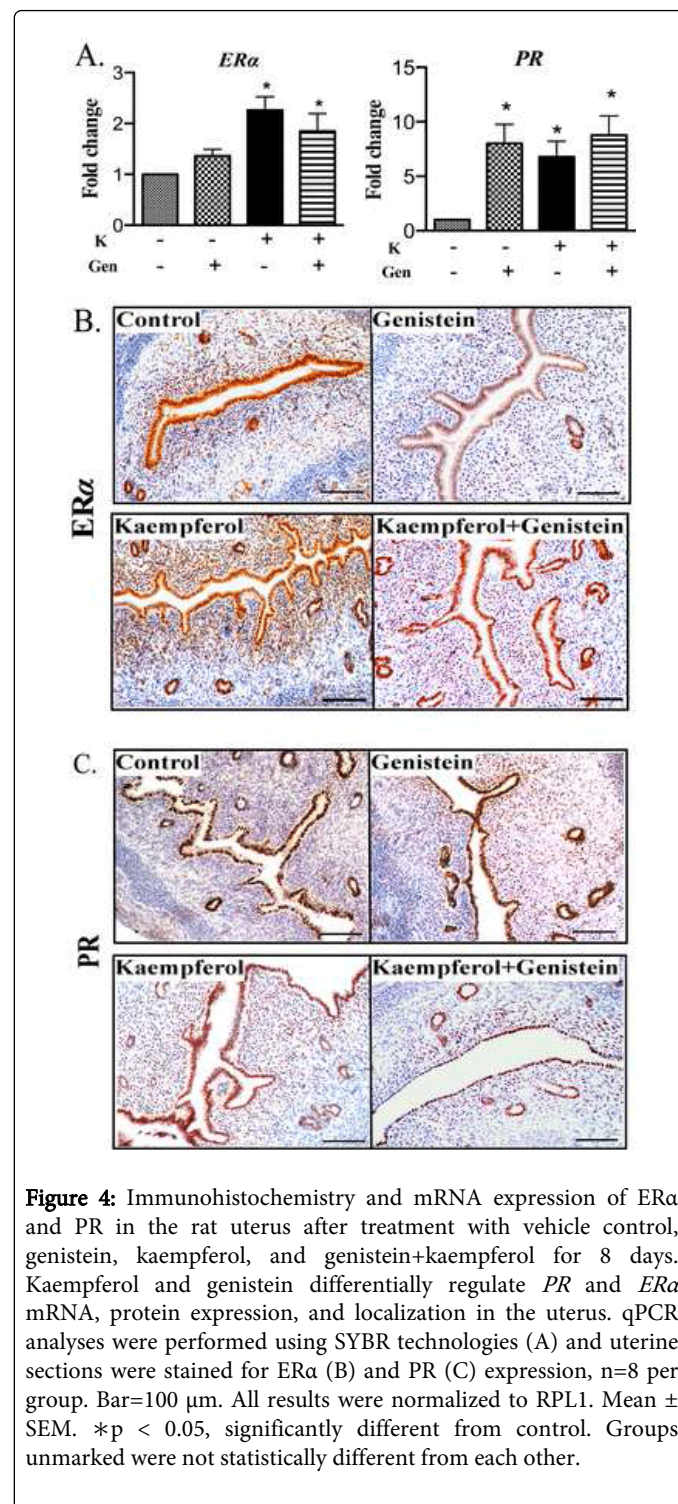 A.
ERα
PR
3
2
1
0
Fold change
* *
15
10
5
0
Fold change
* * *
K - - + +
Gen - + - +
K - - + +
Gen - + - +
B.
Control Genistein
Kaempferol Kaempferol+Genistein
ERα
C.
Control Genistein
Kaempferol Kaempferol+Genistein
PR
Figure 4: Immunohistochemistry and mRNA expression of ERα
and PR in the rat uterus after treatment with vehicle control,
genistein, kaempferol, and genistein+kaempferol for 8 days.
Kaempferol and genistein differentially regulate PR and ERα
mRNA, protein expression, and localization in the uterus. qPCR
analyses were performed using SYBR technologies (A) and uterine
sections were stained for ERα (B) and PR (C) expression, n=8 per
group. Bar=100 μm. All results were normalized to RPL1. Mean ±
SEM. ∗p < 0.05, significantly different from control. Groups
unmarked were not statistically different from each other.